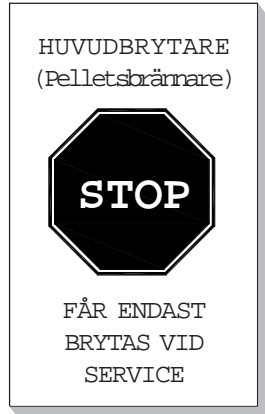 HUVUDBRYTARE
(Pelletsbrännare)
STOP
FÅR ENDAST
BRYTAS VID
SERVICE